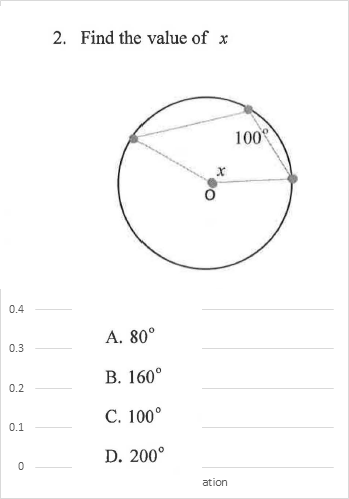 2. Find the value of x
100°
x
O
0.4
A. 80°
0.3
B. 160°
0.2
C. 100°
0.1
D. 200°
0
ation